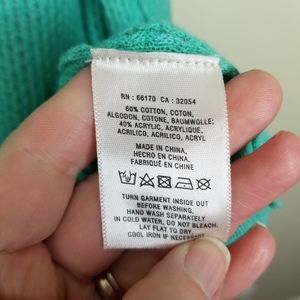 RN : 66170 CA : 32054
60% COTTON, COTON,
ALGODON, COTONE, BAUMWOLLE;
40% ACRYLIC, ACRYLIQUE,
ACRILICO, ACRILICO, ACRYL
MADE IN CHINA,
HECHO EN CHINA,
FABRIQUÉ EN CHINE
TURN GARMENT INSIDE OUT
BEFORE WASHING,
HAND WASH SEPARATELY
IN COLD WATER, DO NOT BLEACH.
LAY FLAT TO DRY
COOL IRON IF NECESSARY